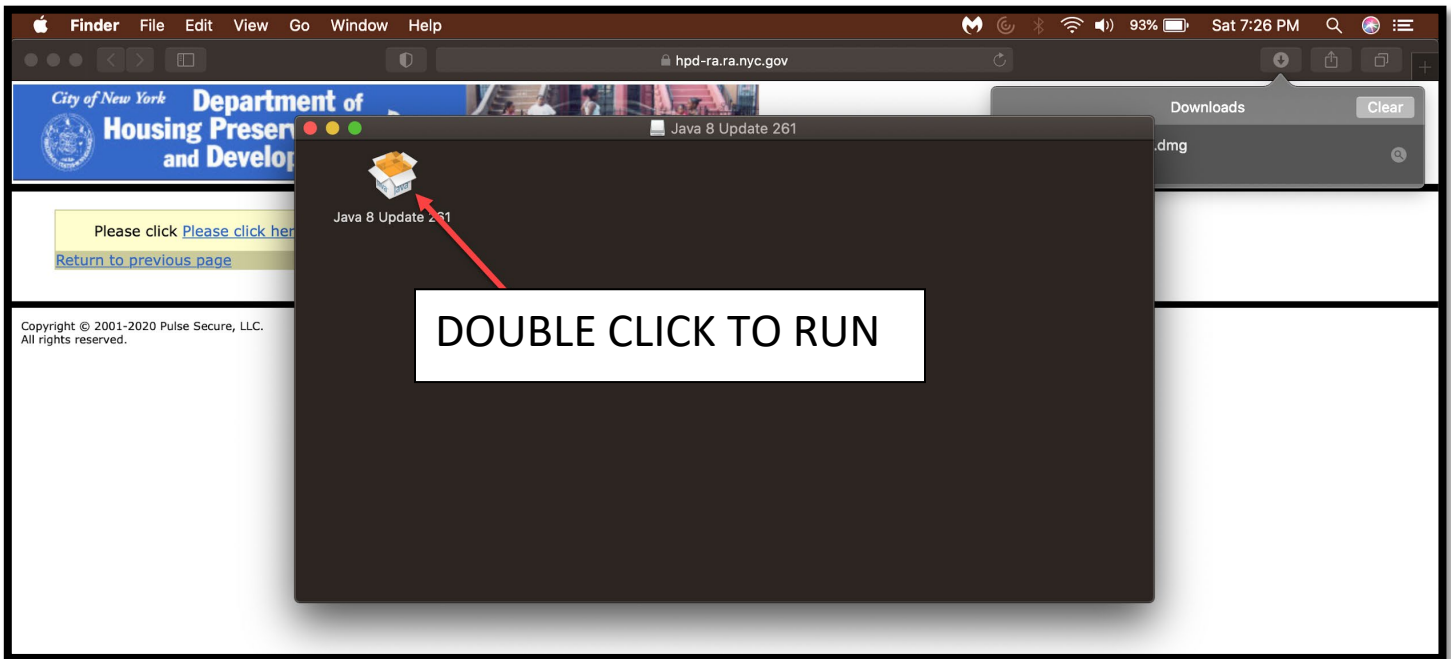 Finder File Edit View Go Window Help 93% Sat 7:26 PM
hpd-ra.ra.nyc.gov
City of New York Department of
Housing Preserv
and Develop
Downloads Clear
.dmg
Java 8 Update 261
Java 8 Update 261
Please click Please click her
Return to previous page
DOUBLE CLICK TO RUN
Copyright © 2001-2020 Pulse Secure, LLC.
All rights reserved.